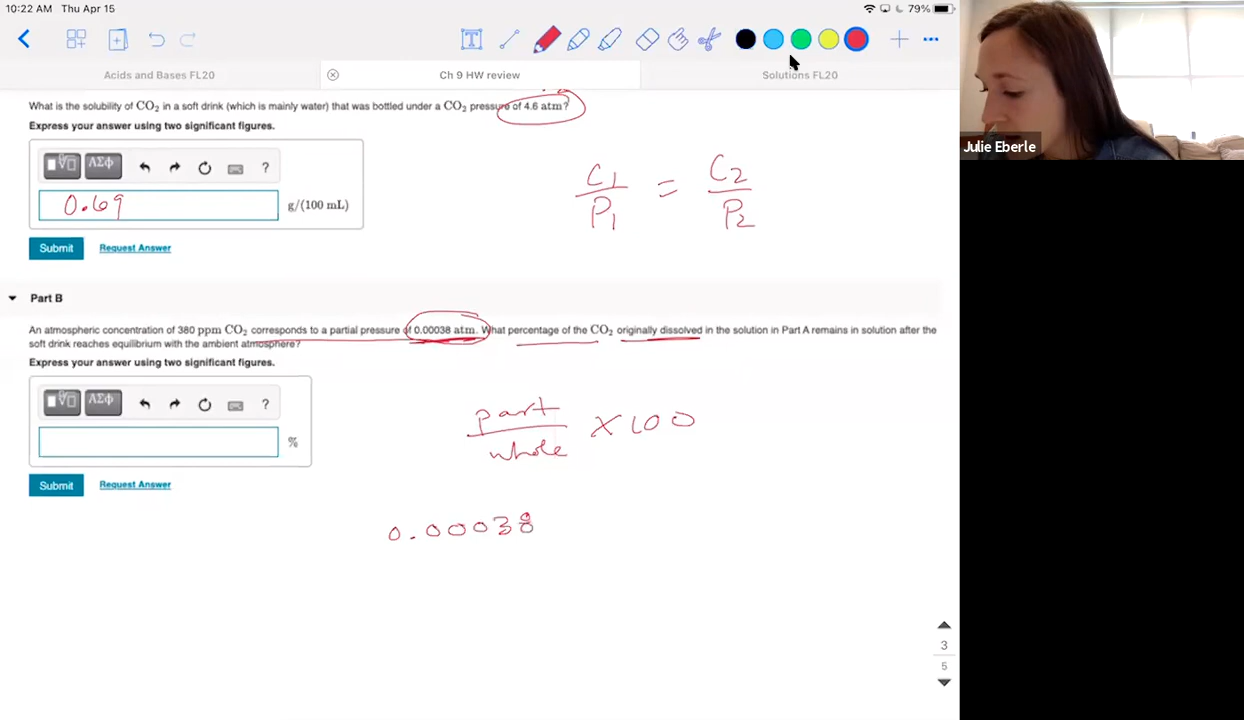 10:22 AM Thu Apr 15
79%
T
Acids and Bases FL20
Ch 9 HW review
Solutions FL20
What is the solubility of CO₂ in a soft drink (which is mainly water) that was bottled under a CO₂ pressure of 4.6 atm?
Express your answer using two significant figures.
ΑΣΦ
?
0.69
g/(100 mL)
C₁/P₁ = C₂/P₂
Submit
Request Answer
Part B
An atmospheric concentration of 380 ppm CO₂ corresponds to a partial pressure of 0.00038 atm. What percentage of the CO₂ originally dissolved in the solution in Part A remains in solution after the
soft drink reaches equilibrium with the ambient atmosphere?
Express your answer using two significant figures.
ΑΣΦ
?
%
part/whole × 100
Submit
Request Answer
0.00038
3
5
Julie Eberle